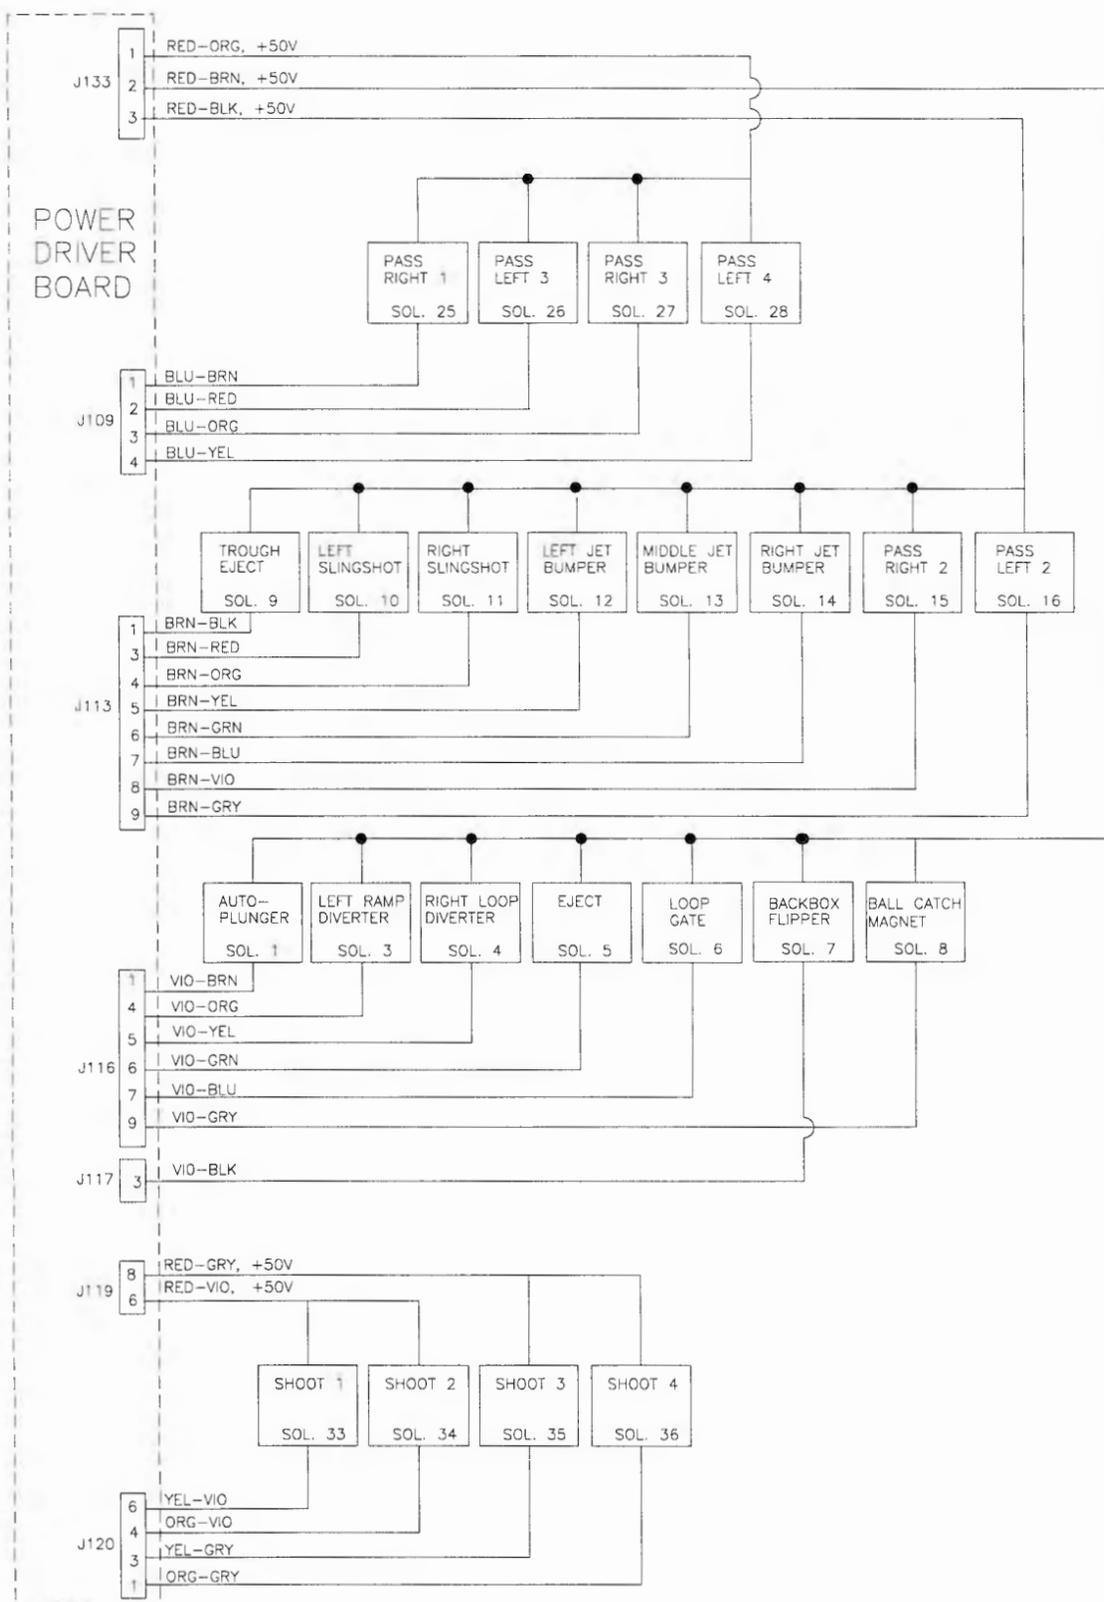 J133
1 RED-ORG, +50V
2 RED-BRN, +50V
3 RED-BLK, +50V
POWER
DRIVER
BOARD
PASS RIGHT 1 SOL. 25
PASS LEFT 3 SOL. 26
PASS RIGHT 3 SOL. 27
PASS LEFT 4 SOL. 28
J109
1 BLU-BRN
2 BLU-RED
3 BLU-ORG
4 BLU-YEL
TROUGH EJECT SOL. 9
LEFT SLINGSHOT SOL. 10
RIGHT SLINGSHOT SOL. 11
LEFT JET BUMPER SOL. 12
MIDDLE JET BUMPER SOL. 13
RIGHT JET BUMPER SOL. 14
PASS RIGHT 2 SOL. 15
PASS LEFT 2 SOL. 16
J113
1 BRN-BLK
3 BRN-RED
4 BRN-ORG
5 BRN-YEL
6 BRN-GRN
7 BRN-BLU
8 BRN-VIO
9 BRN-GRY
AUTO-PLUNGER SOL. 1
LEFT RAMP DIVERTER SOL. 3
RIGHT LOOP DIVERTER SOL. 4
EJECT SOL. 5
LOOP GATE SOL. 6
BACKBOX FLIPPER SOL. 7
BALL CATCH MAGNET SOL. 8
J116
1 VIO-BRN
4 VIO-ORG
5 VIO-YEL
6 VIO-GRN
7 VIO-BLU
9 VIO-GRY
J117
3 VIO-BLK
J119
8 RED-GRY, +50V
6 RED-VIO, +50V
SHOOT 1 SOL. 33
SHOOT 2 SOL. 34
SHOOT 3 SOL. 35
SHOOT 4 SOL. 36
J120
6 YEL-VIO
4 ORG-VIO
3 YEL-GRY
1 ORG-GRY